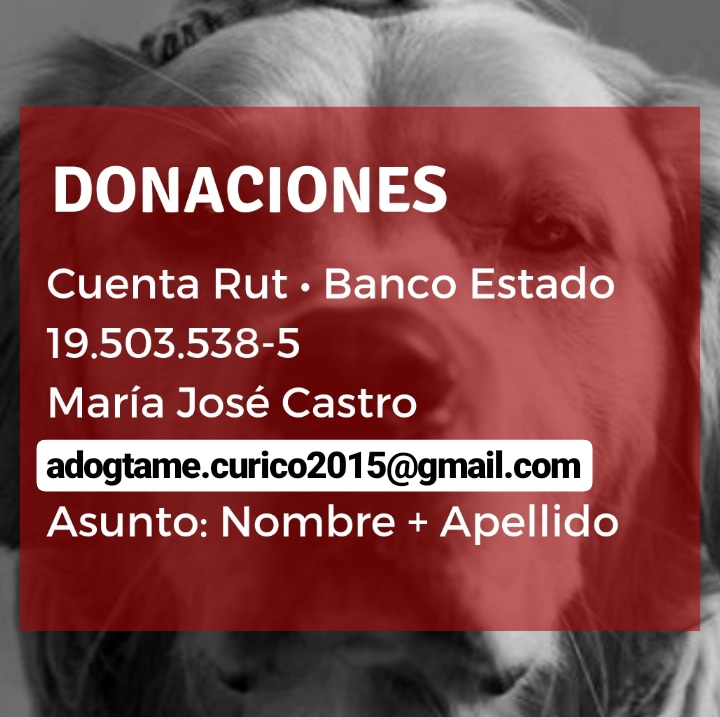 DONACIONES
Cuenta Rut • Banco Estado
19.503.538-5
María José Castro
adogtame.curico2015@gmail.com
Asunto: Nombre + Apellido